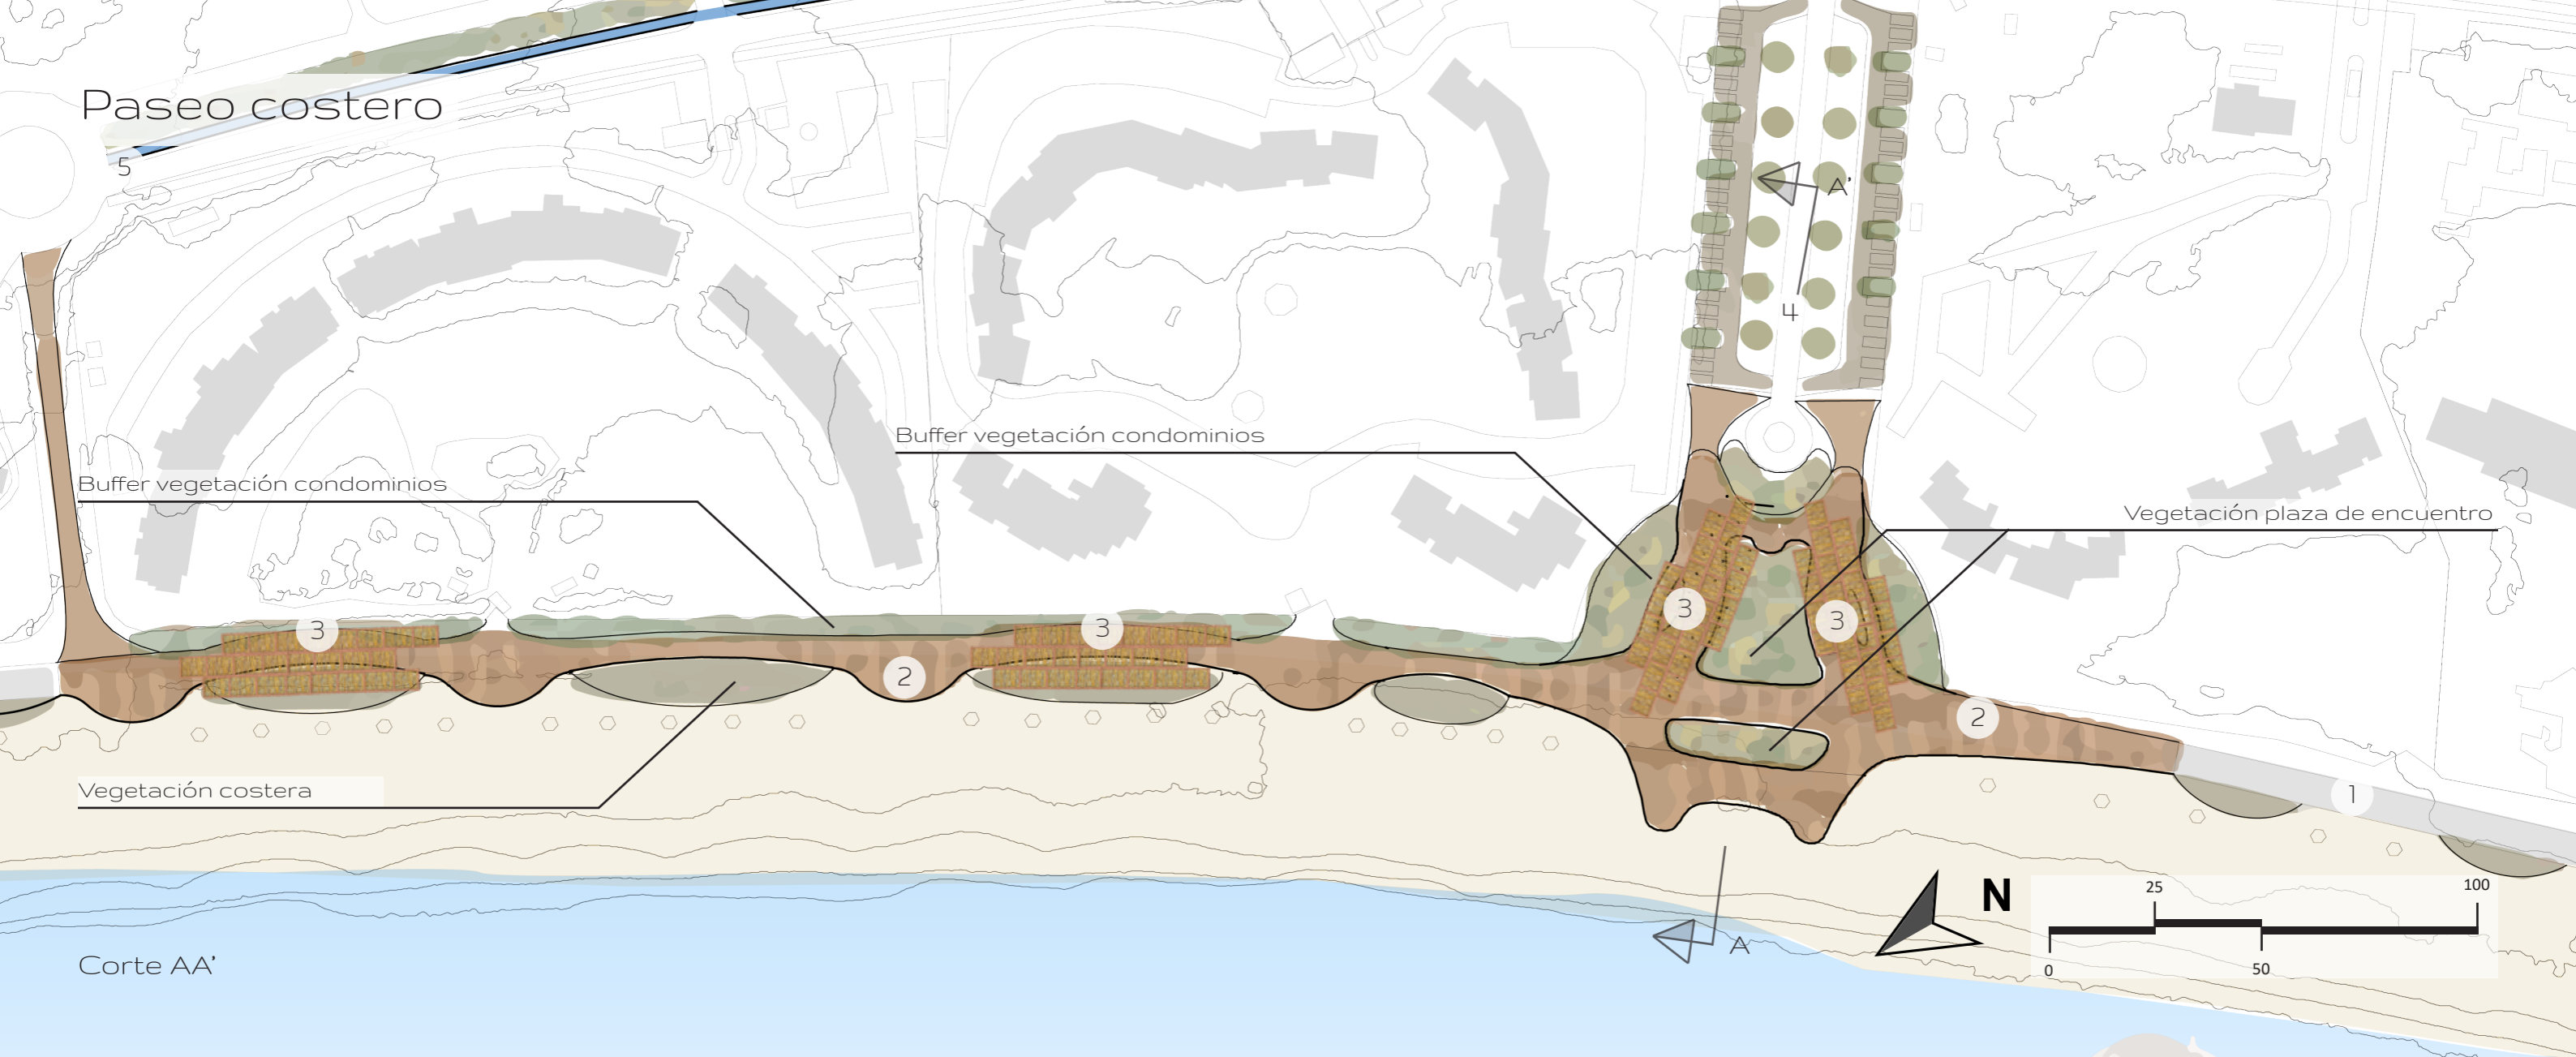 Paseo costero
5
A'
4
Buffer vegetación condominios
Buffer vegetación condominios
Vegetación plaza de encuentro
3
3
3
3
2
2
Vegetación costera
1
N
25
100
0
50
A
Corte AA'